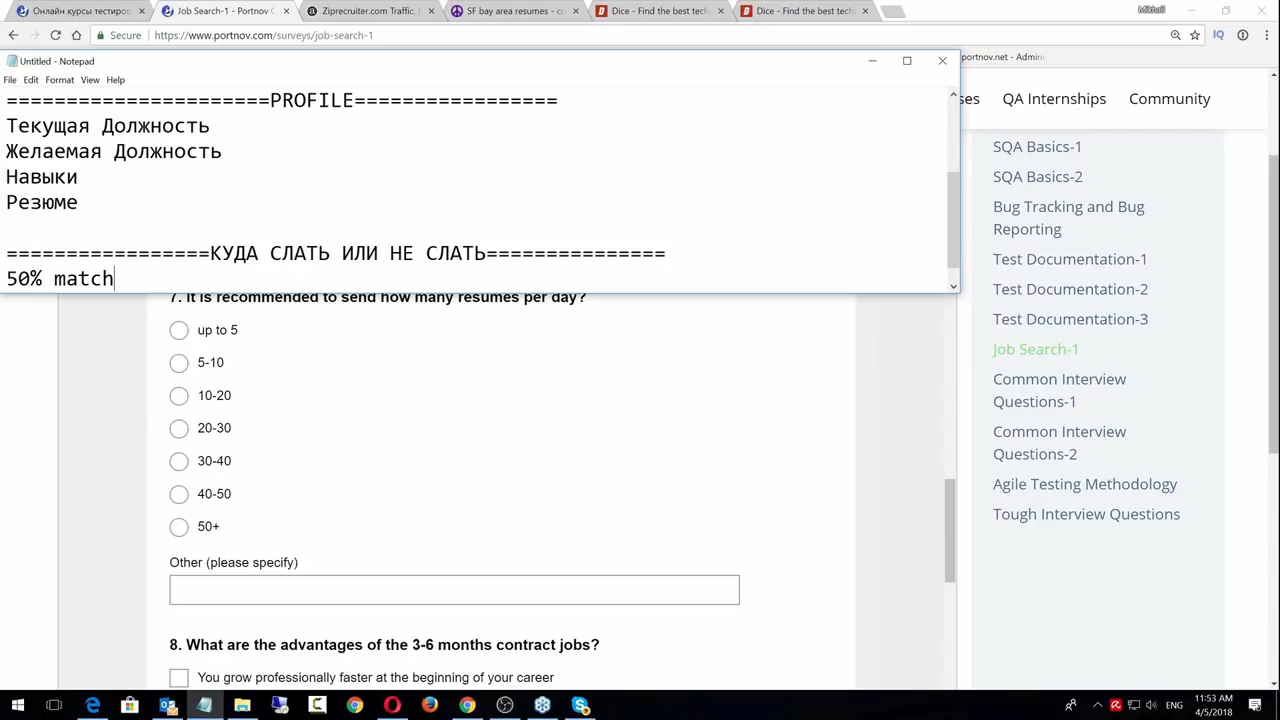 Онлайн курсы тестиров
Job Search-1 - Portnov C
Ziprecruiter.com Traffic,
SF bay area resumes - cra
Dice - Find the best tech
Dice - Find the best tech
Mikhail
Secure
https://www.portnov.com/surveys/job-search-1
Untitled - Notepad
portnov.net - Admini
File Edit Format View Help
======================PROFILE=================
Текущая Должность
Желаемая Должность
Навыки
Резюме
=================КУДА СЛАТЬ ИЛИ НЕ СЛАТЬ===============
50% match
ses QA Internships Community
SQA Basics-1
SQA Basics-2
Bug Tracking and Bug
Reporting
Test Documentation-1
Test Documentation-2
Test Documentation-3
Job Search-1
Common Interview
Questions-1
Common Interview
Questions-2
Agile Testing Methodology
Tough Interview Questions
7. It is recommended to send how many resumes per day?
up to 5
5-10
10-20
20-30
30-40
40-50
50+
Other (please specify)
8. What are the advantages of the 3-6 months contract jobs?
You grow professionally faster at the beginning of your career
ENG
11:53 AM
4/5/2018